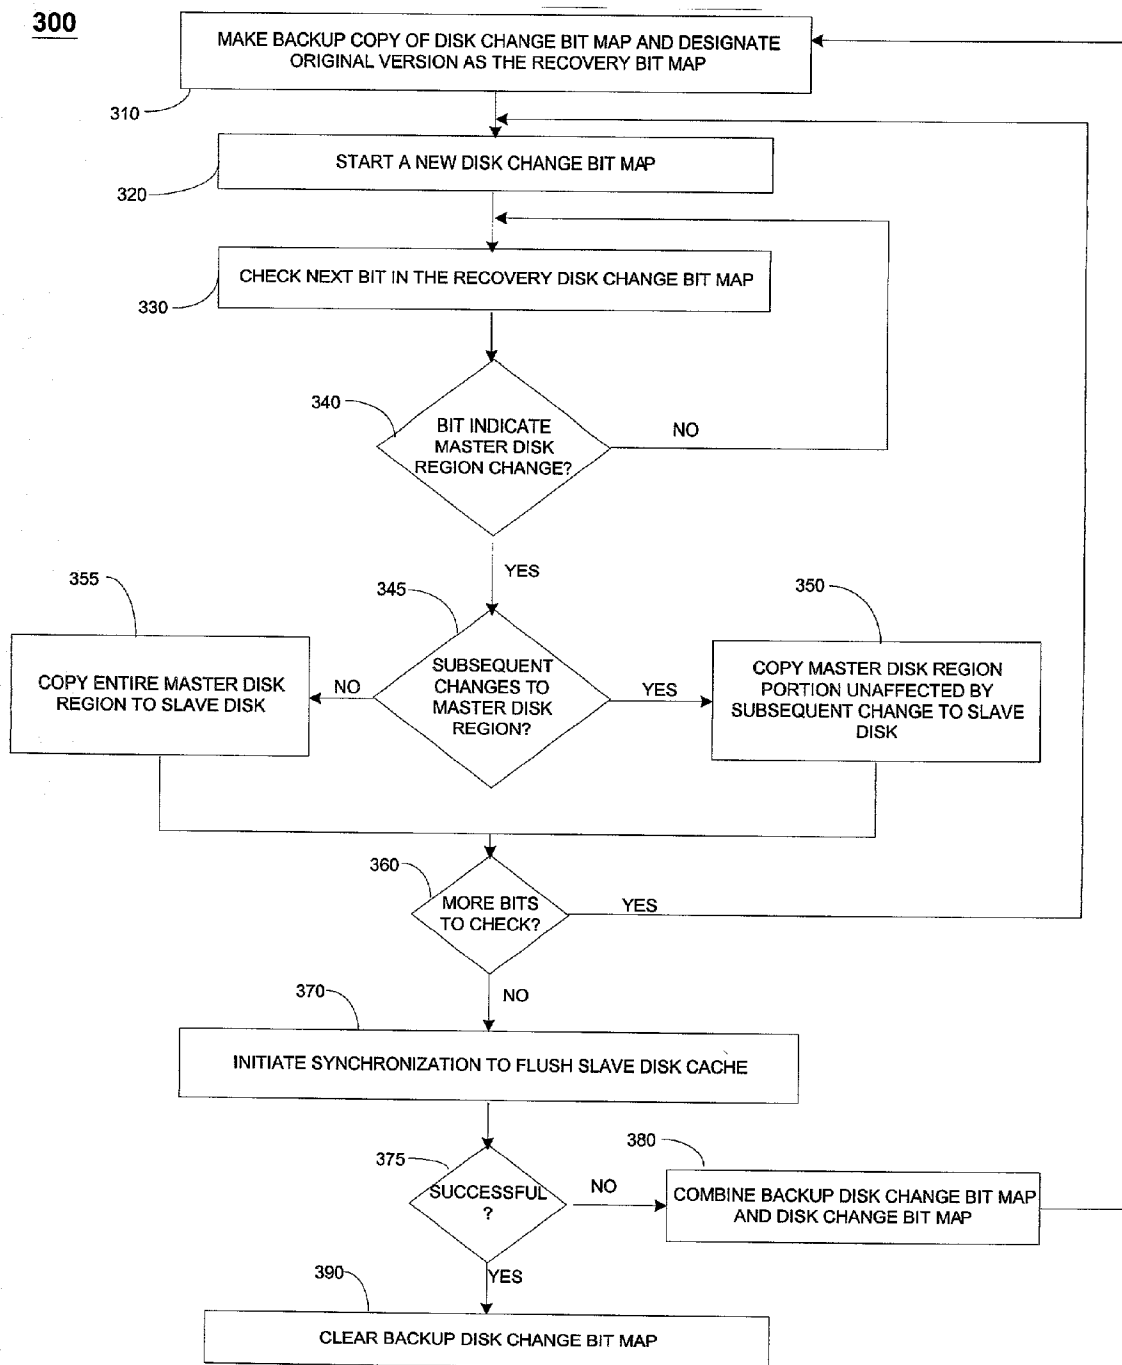 300
MAKE BACKUP COPY OF DISK CHANGE BIT MAP AND DESIGNATE
ORIGINAL VERSION AS THE RECOVERY BIT MAP
310
START A NEW DISK CHANGE BIT MAP
320
CHECK NEXT BIT IN THE RECOVERY DISK CHANGE BIT MAP
330
340
BIT INDICATE
MASTER DISK
REGION CHANGE?
NO
YES
355
345
350
COPY ENTIRE MASTER DISK
REGION TO SLAVE DISK
NO
SUBSEQUENT
CHANGES TO
MASTER DISK
REGION?
YES
COPY MASTER DISK REGION
PORTION UNAFFECTED BY
SUBSEQUENT CHANGE TO SLAVE
DISK
360
MORE BITS
TO CHECK?
YES
NO
370
INITIATE SYNCHRONIZATION TO FLUSH SLAVE DISK CACHE
375
SUCCESSFUL
?
NO
380
COMBINE BACKUP DISK CHANGE BIT MAP
AND DISK CHANGE BIT MAP
YES
390
CLEAR BACKUP DISK CHANGE BIT MAP